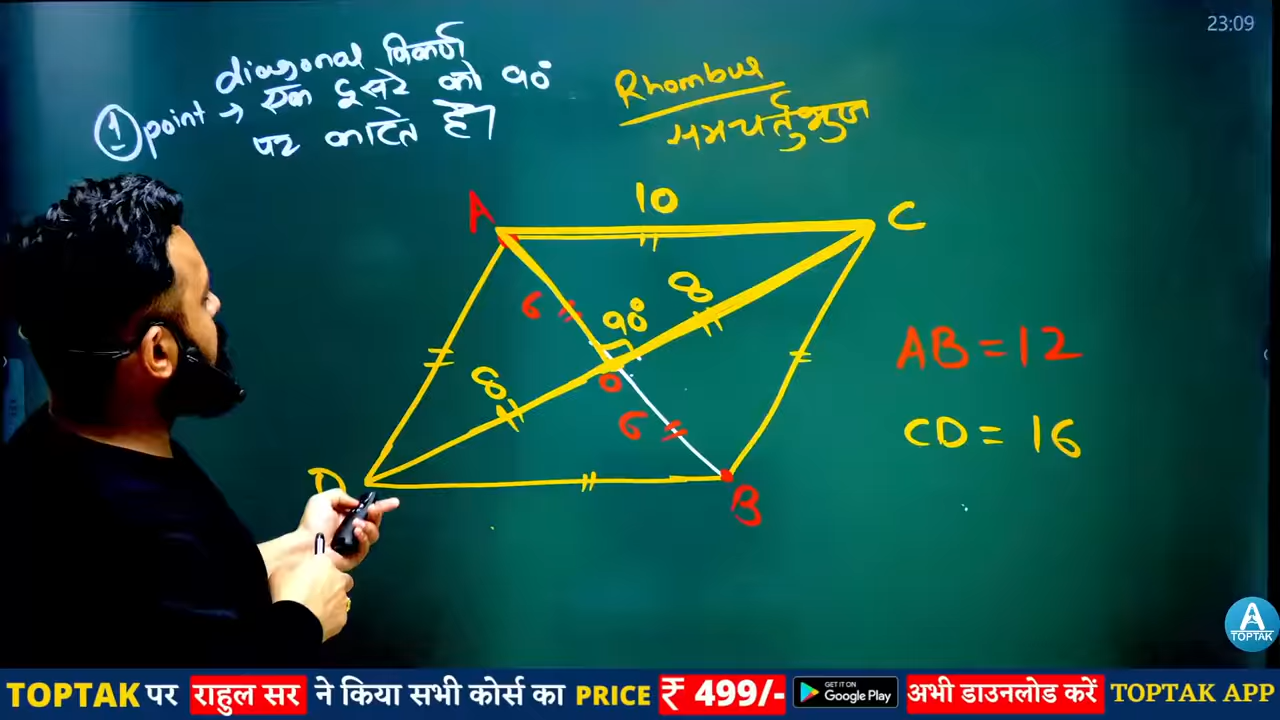 23:09
diagonal विकर्ण
① point → एक दूसरे को 90°
पर काटते है।
Rhombus
समचर्तुभुज
A
10
C
6
90°
8
8
O
6
D
B
AB = 12
CD = 16
A
TOPTAK
TOPTAK पर राहुल सर ने किया सभी कोर्स का PRICE ₹ 499/- GET IT ON Google Play अभी डाउनलोड करें TOPTAK APP